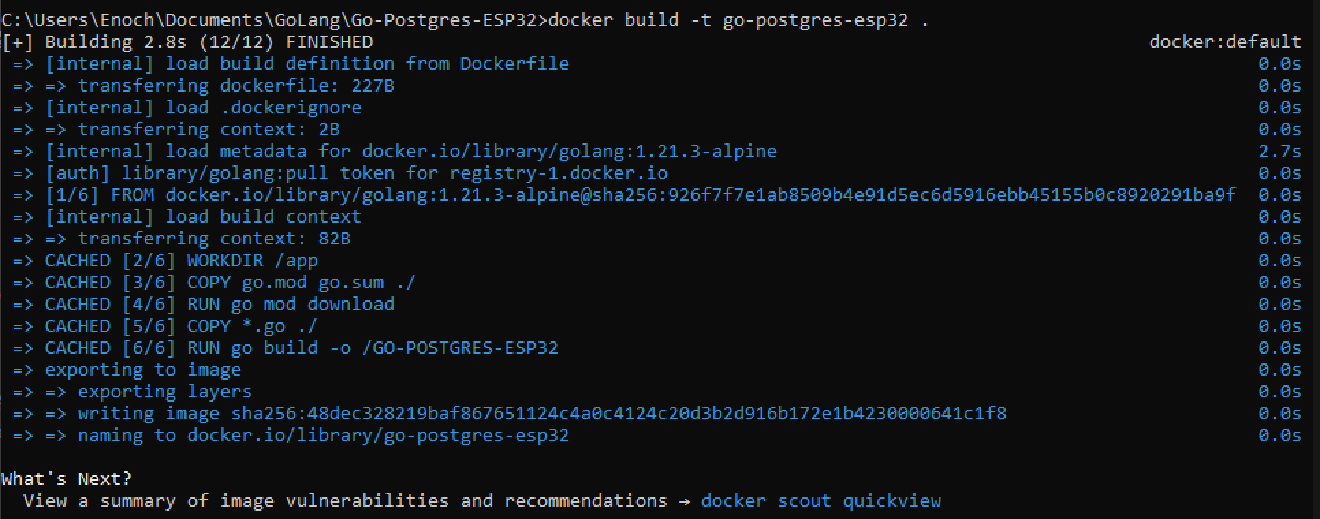 C:\Users\Enoch\Documents\GoLang\Go-Postgres-ESP32>docker build -t go-postgres-esp32 .
[+] Building 2.8s (12/12) FINISHED docker:default
=> [internal] load build definition from Dockerfile 0.0s
=> => transferring dockerfile: 227B 0.0s
=> [internal] load .dockerignore 0.0s
=> => transferring context: 2B 0.0s
=> [internal] load metadata for docker.io/library/golang:1.21.3-alpine 2.7s
=> [auth] library/golang:pull token for registry-1.docker.io 0.0s
=> [1/6] FROM docker.io/library/golang:1.21.3-alpine@sha256:926f7f7e1ab8509b4e91d5ec6d5916ebb45155b0c8920291ba9f 0.0s
=> [internal] load build context 0.0s
=> => transferring context: 82B 0.0s
=> CACHED [2/6] WORKDIR /app 0.0s
=> CACHED [3/6] COPY go.mod go.sum ./ 0.0s
=> CACHED [4/6] RUN go mod download 0.0s
=> CACHED [5/6] COPY *.go ./ 0.0s
=> CACHED [6/6] RUN go build -o /GO-POSTGRES-ESP32 0.0s
=> exporting to image 0.0s
=> => exporting layers 0.0s
=> => writing image sha256:48dec328219baf867651124c4a0c4124c20d3b2d916b172e1b4230000641c1f8 0.0s
=> => naming to docker.io/library/go-postgres-esp32 0.0s
What's Next?
View a summary of image vulnerabilities and recommendations → docker scout quickview